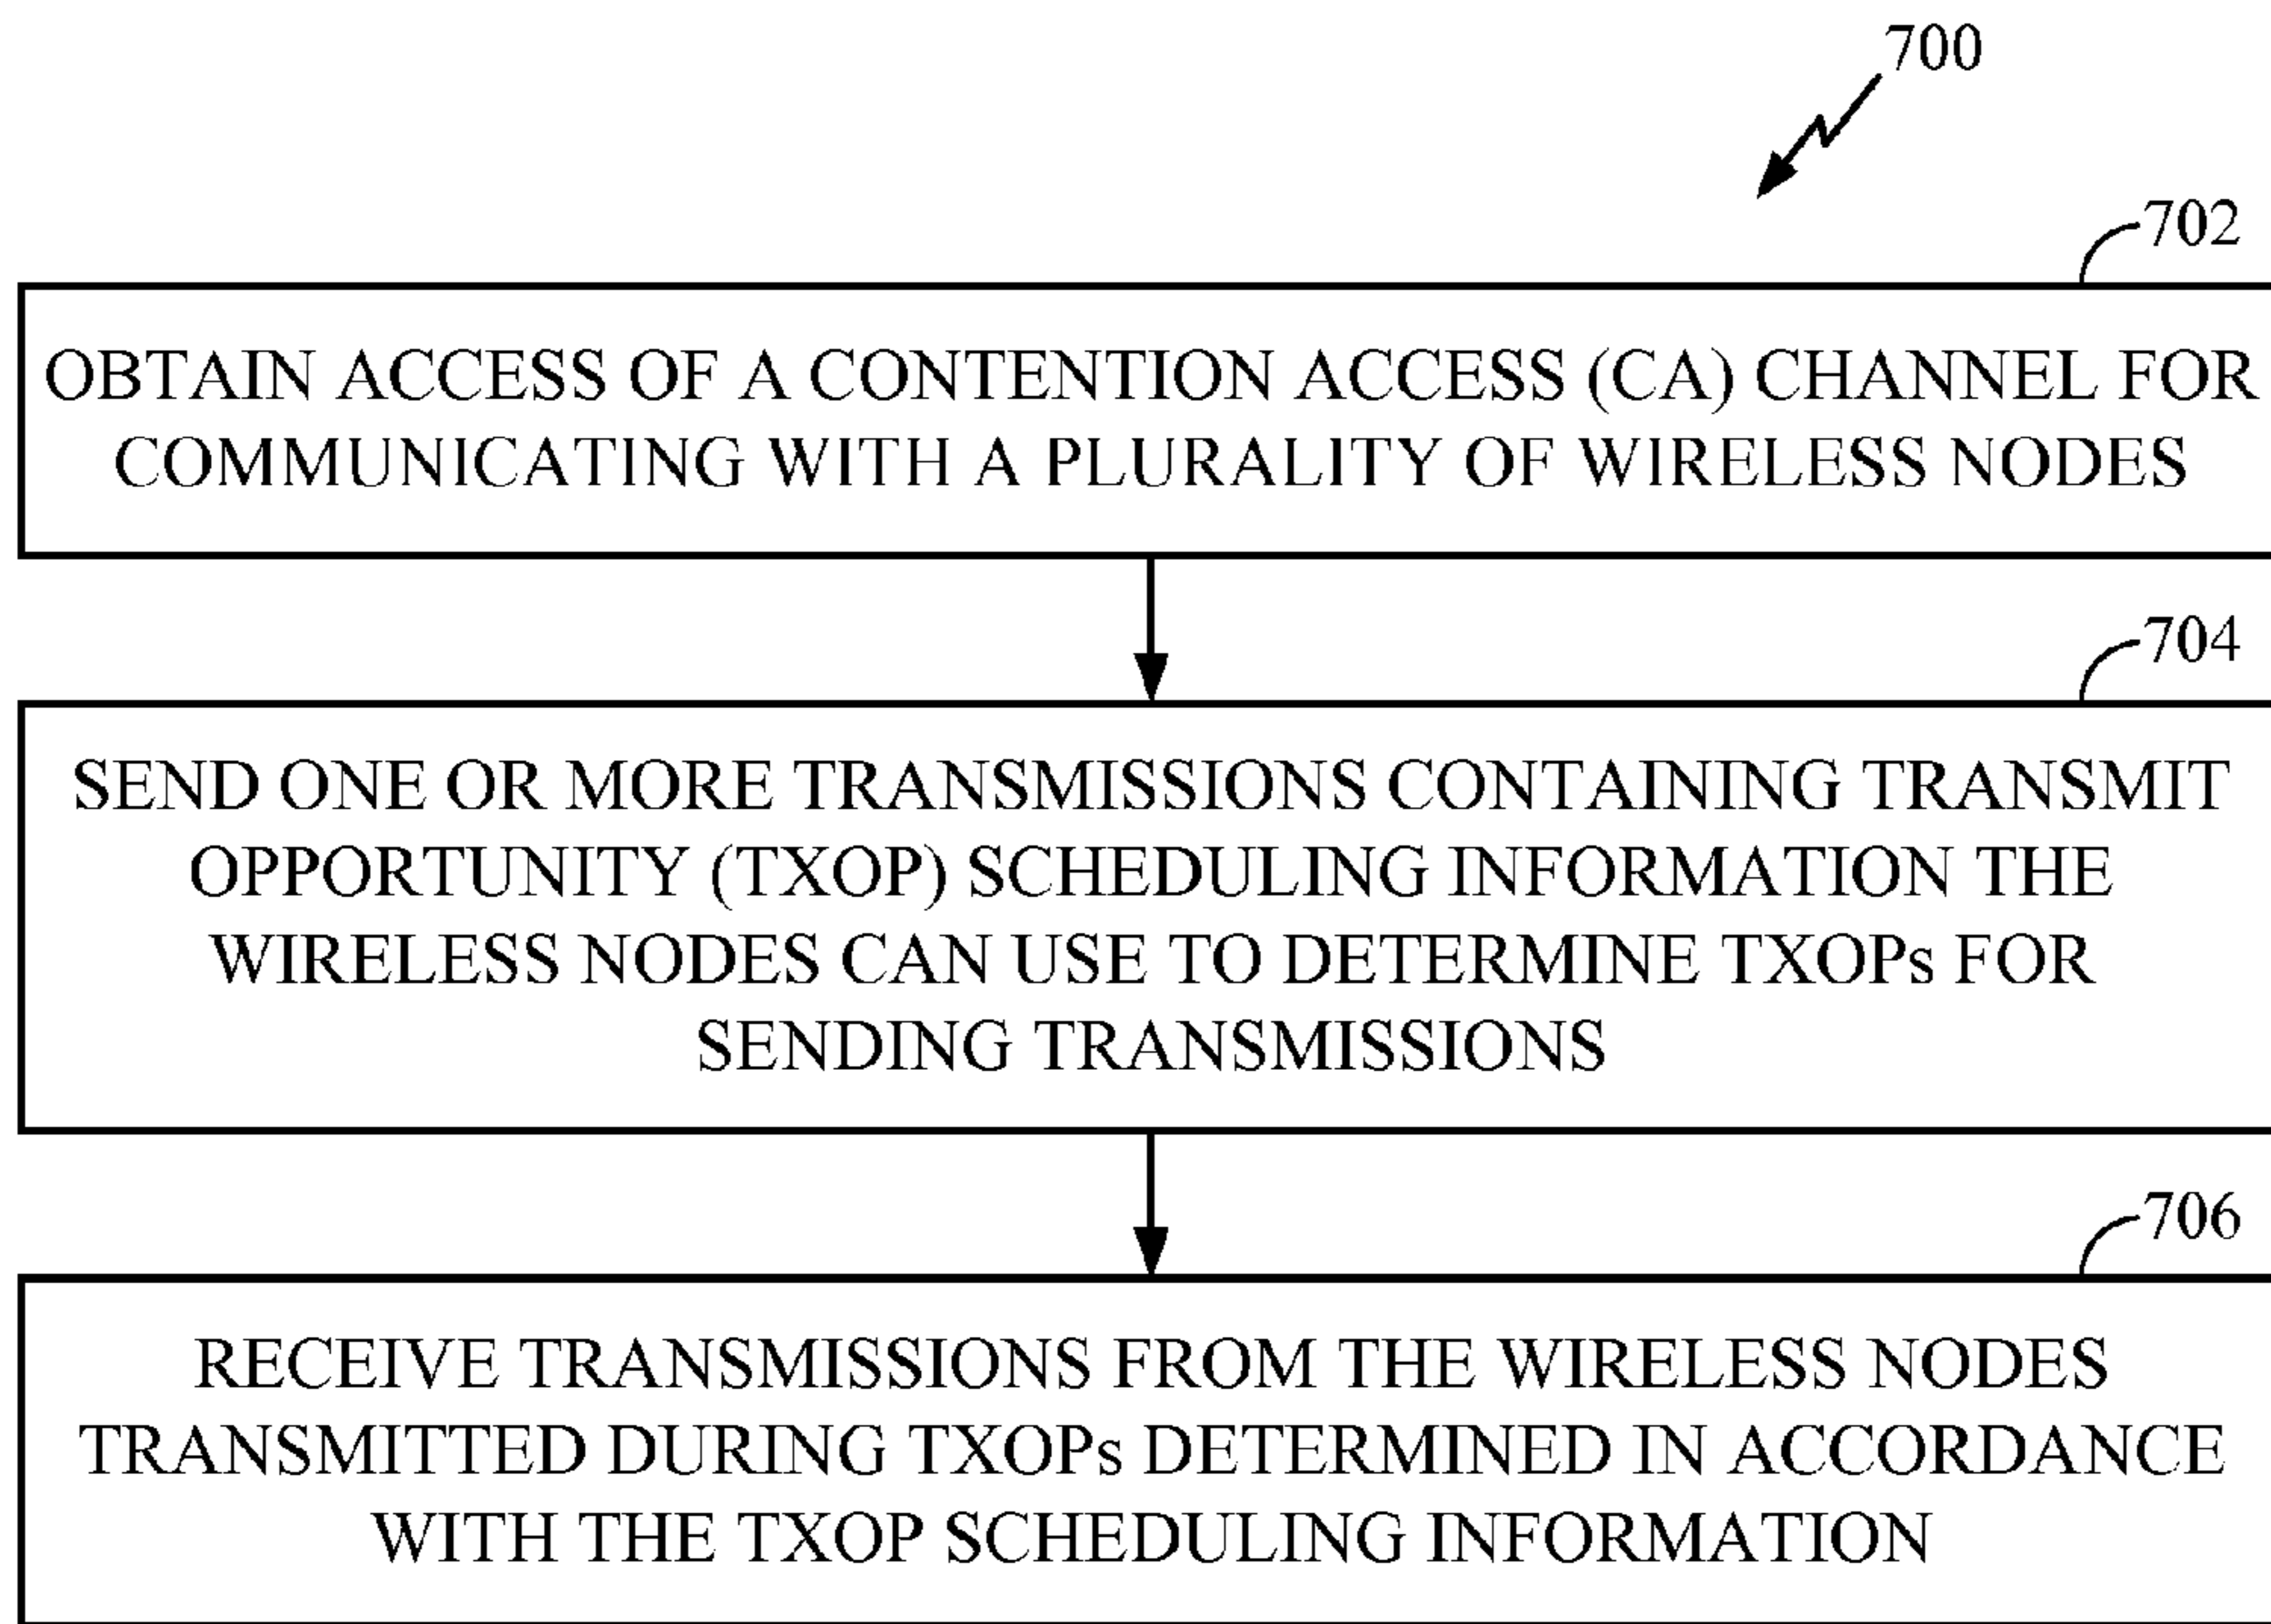 700
702
OBTAIN ACCESS OF A CONTENTION ACCESS (CA) CHANNEL FOR
COMMUNICATING WITH A PLURALITY OF WIRELESS NODES
704
SEND ONE OR MORE TRANSMISSIONS CONTAINING TRANSMIT
OPPORTUNITY (TXOP) SCHEDULING INFORMATION THE
WIRELESS NODES CAN USE TO DETERMINE TXOPs FOR
SENDING TRANSMISSIONS
706
RECEIVE TRANSMISSIONS FROM THE WIRELESS NODES
TRANSMITTED DURING TXOPs DETERMINED IN ACCORDANCE
WITH THE TXOP SCHEDULING INFORMATION